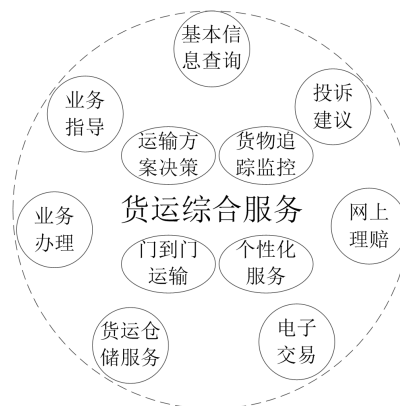 基本信
息查询
业务
指导
投诉
建议
运输方
案决策
货物追
踪监控
货运综合服务
业务
办理
网上
理赔
门到门
运输
个性化
服务
货运仓
储服务
电子
交易